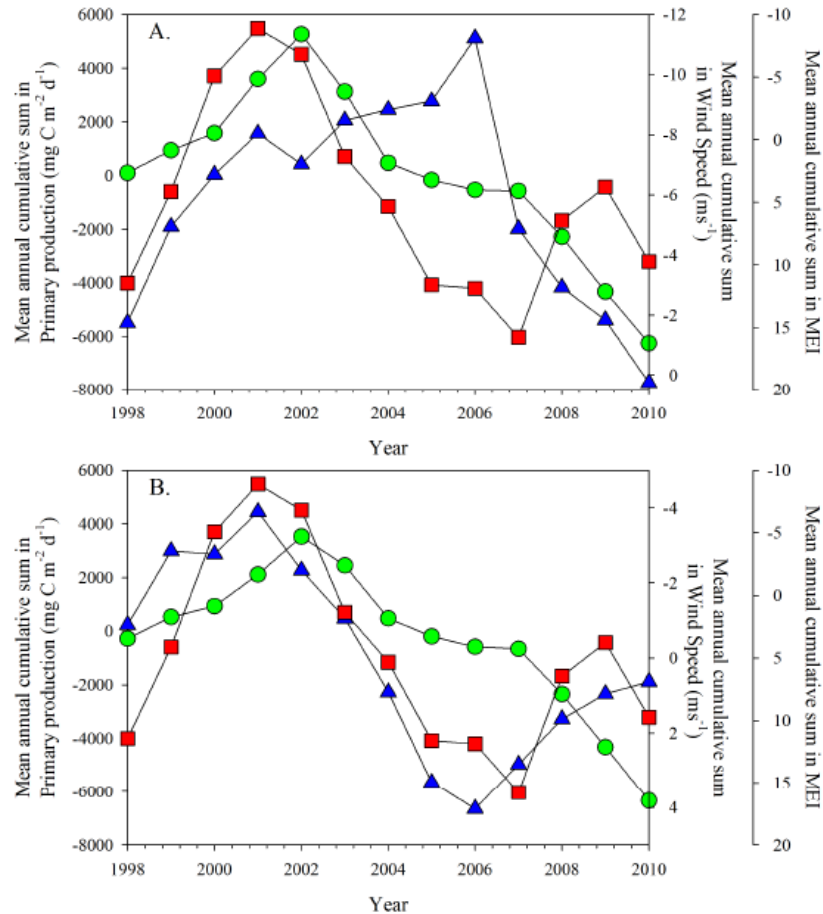 A.
6000
4000
2000
0
-2000
-4000
-6000
-8000
Mean annual cumulative sum in
Primary production (mg C m-2 d-1)
1998 2000 2002 2004 2006 2008 2010
Year
-12
-10
-8
-6
-4
-2
0
Mean annual cumulative sum
in Wind Speed (ms-1)
-10
-5
0
5
10
15
20
Mean annual cumulative sum in MEI
B.
6000
4000
2000
0
-2000
-4000
-6000
-8000
Mean annual cumulative sum in
Primary production (mg C m-2 d-1)
1998 2000 2002 2004 2006 2008 2010
Year
-4
-2
0
2
4
Mean annual cumulative sum
in Wind Speed (ms-1)
-10
-5
0
5
10
15
20
Mean annual cumulative sum in MEI